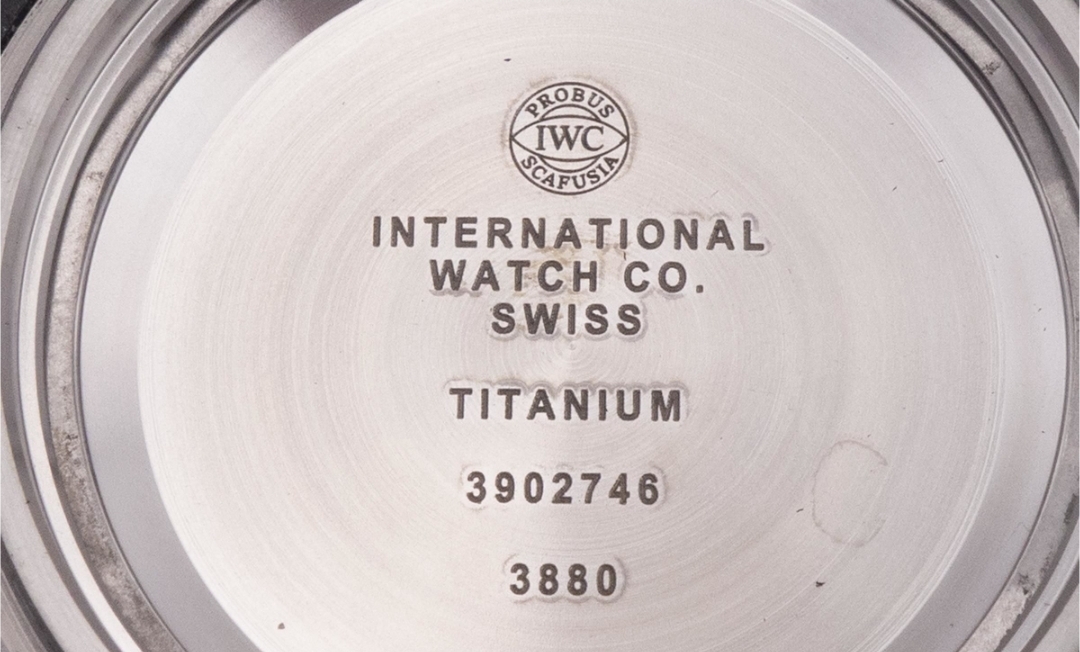 PROBUS
IWC
SCAFUSIA
INTERNATIONAL
WATCH CO.
SWISS
TITANIUM
3902746
3880